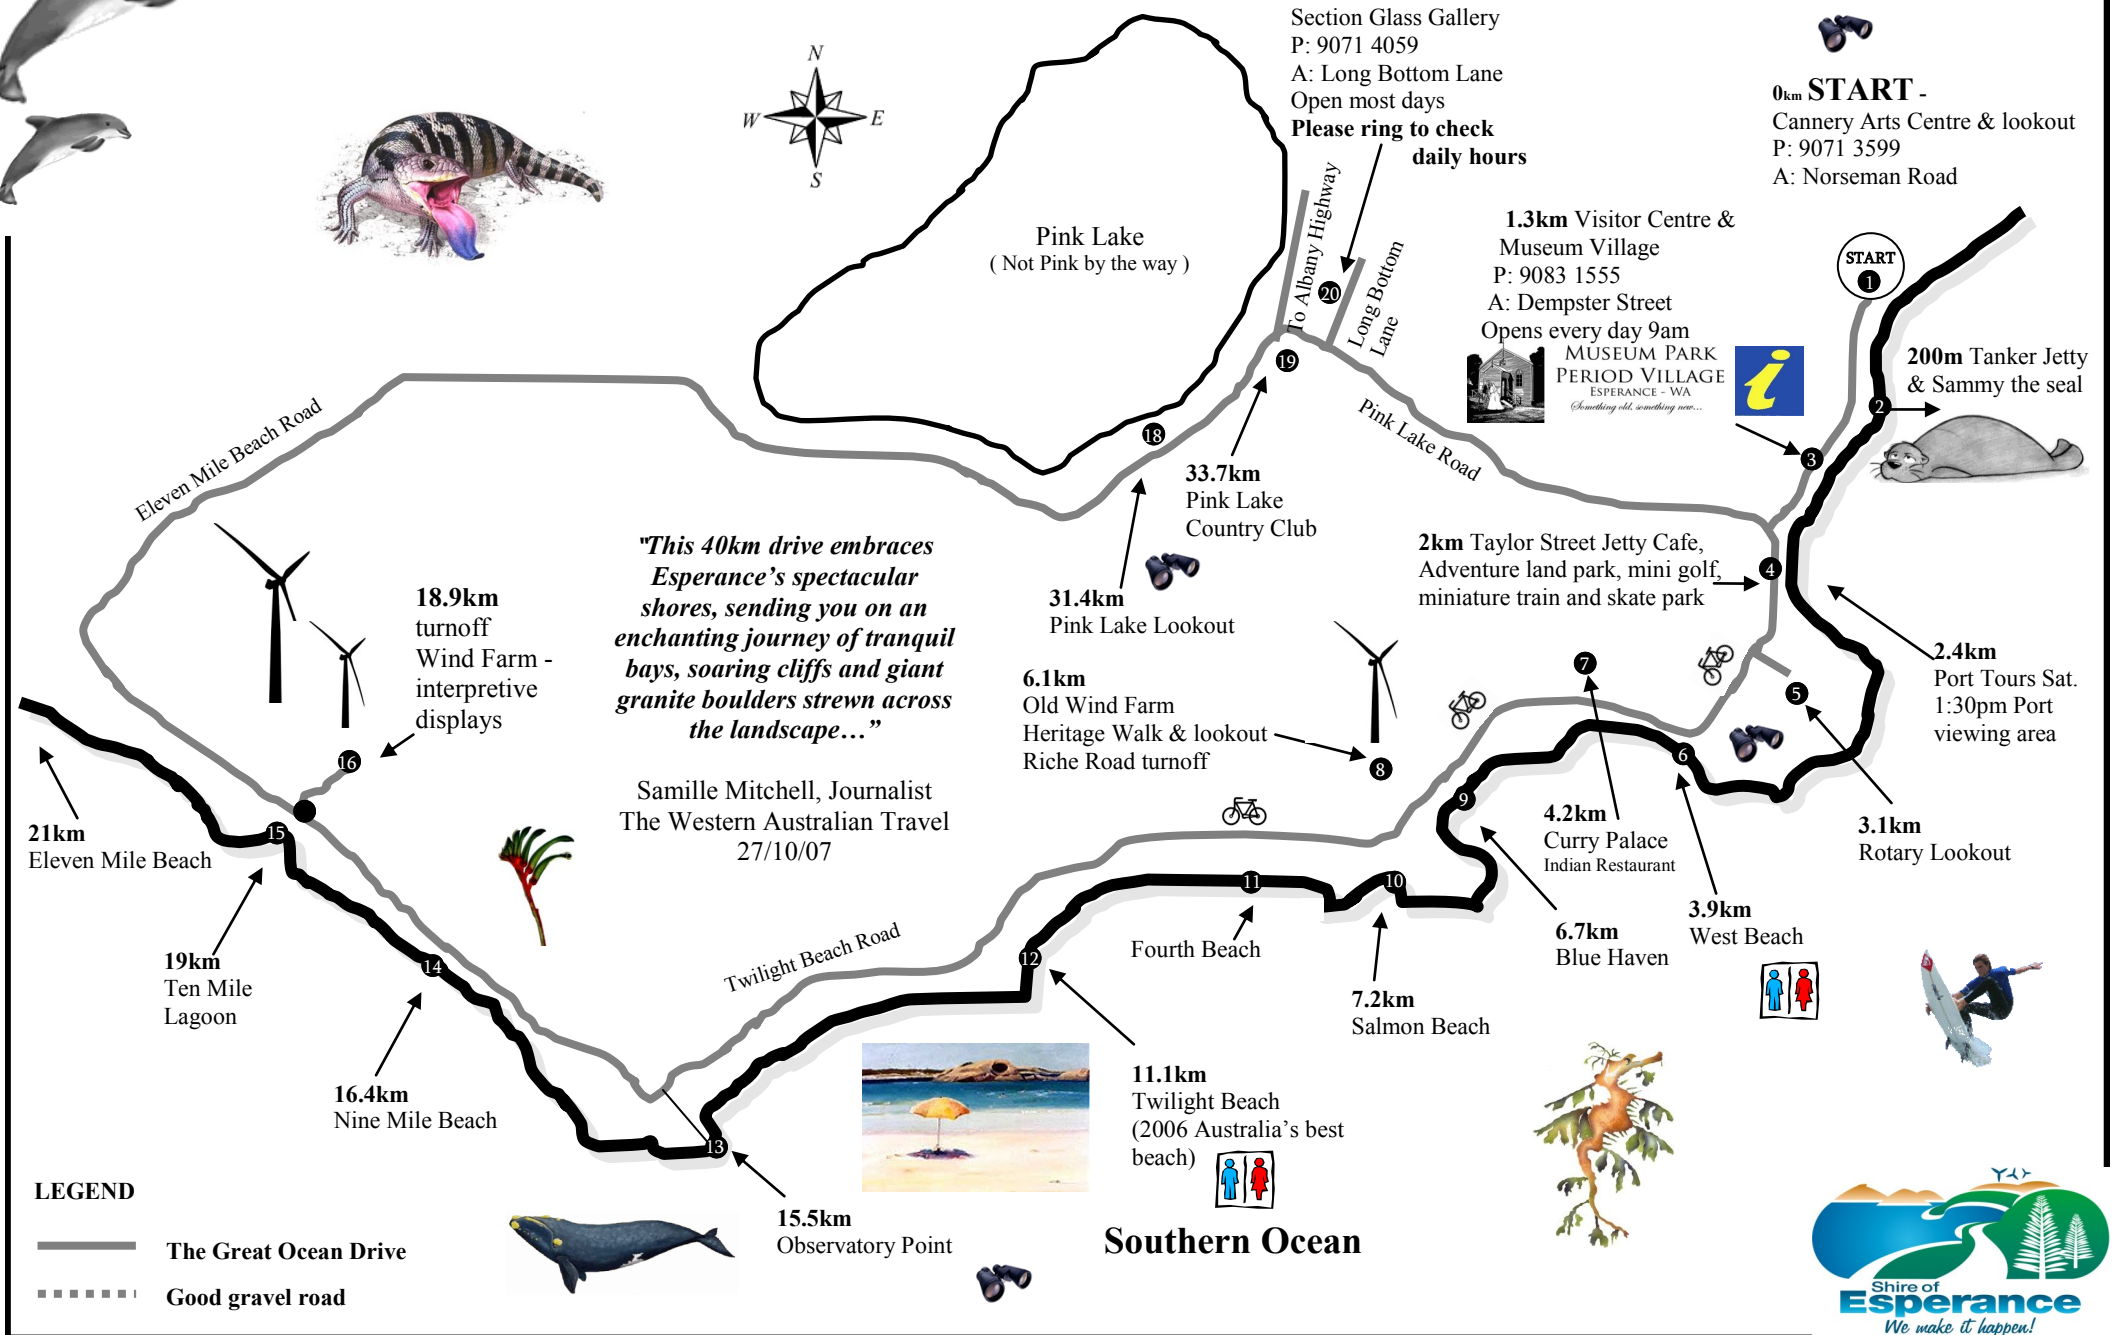 Section Glass Gallery
P: 9071 4059
A: Long Bottom Lane
Open most days
Please ring to check
daily hours
0km START -
Cannery Arts Centre & lookout
P: 9071 3599
A: Norseman Road
N
W
E
S
Pink Lake
( Not Pink by the way )
To Albany Highway
20
Long Bottom
Lane
1.3km Visitor Centre &
Museum Village
P: 9083 1555
A: Dempster Street
Opens every day 9am
MUSEUM PARK
PERIOD VILLAGE
ESPERANCE - WA
Something old, something new...
i
START
1
200m Tanker Jetty
& Sammy the seal
2
3
19
18
Pink Lake Road
Eleven Mile Beach Road
33.7km
Pink Lake
Country Club
31.4km
Pink Lake Lookout
2km Taylor Street Jetty Cafe,
Adventure land park, mini golf,
miniature train and skate park
4
"This 40km drive embraces
Esperance’s spectacular
shores, sending you on an
enchanting journey of tranquil
bays, soaring cliffs and giant
granite boulders strewn across
the landscape…”
Samille Mitchell, Journalist
The Western Australian Travel
27/10/07
18.9km
turnoff
Wind Farm -
interpretive
displays
16
6.1km
Old Wind Farm
Heritage Walk & lookout
Riche Road turnoff
8
7
5
6
9
2.4km
Port Tours Sat.
1:30pm Port
viewing area
4.2km
Curry Palace
Indian Restaurant
3.1km
Rotary Lookout
21km
Eleven Mile Beach
15
19km
Ten Mile
Lagoon
14
16.4km
Nine Mile Beach
Twilight Beach Road
12
11
10
Fourth Beach
7.2km
Salmon Beach
6.7km
Blue Haven
3.9km
West Beach
11.1km
Twilight Beach
(2006 Australia’s best
beach)
13
15.5km
Observatory Point
Southern Ocean
LEGEND
The Great Ocean Drive
Good gravel road
Shire of
Esperance
We make it happen!